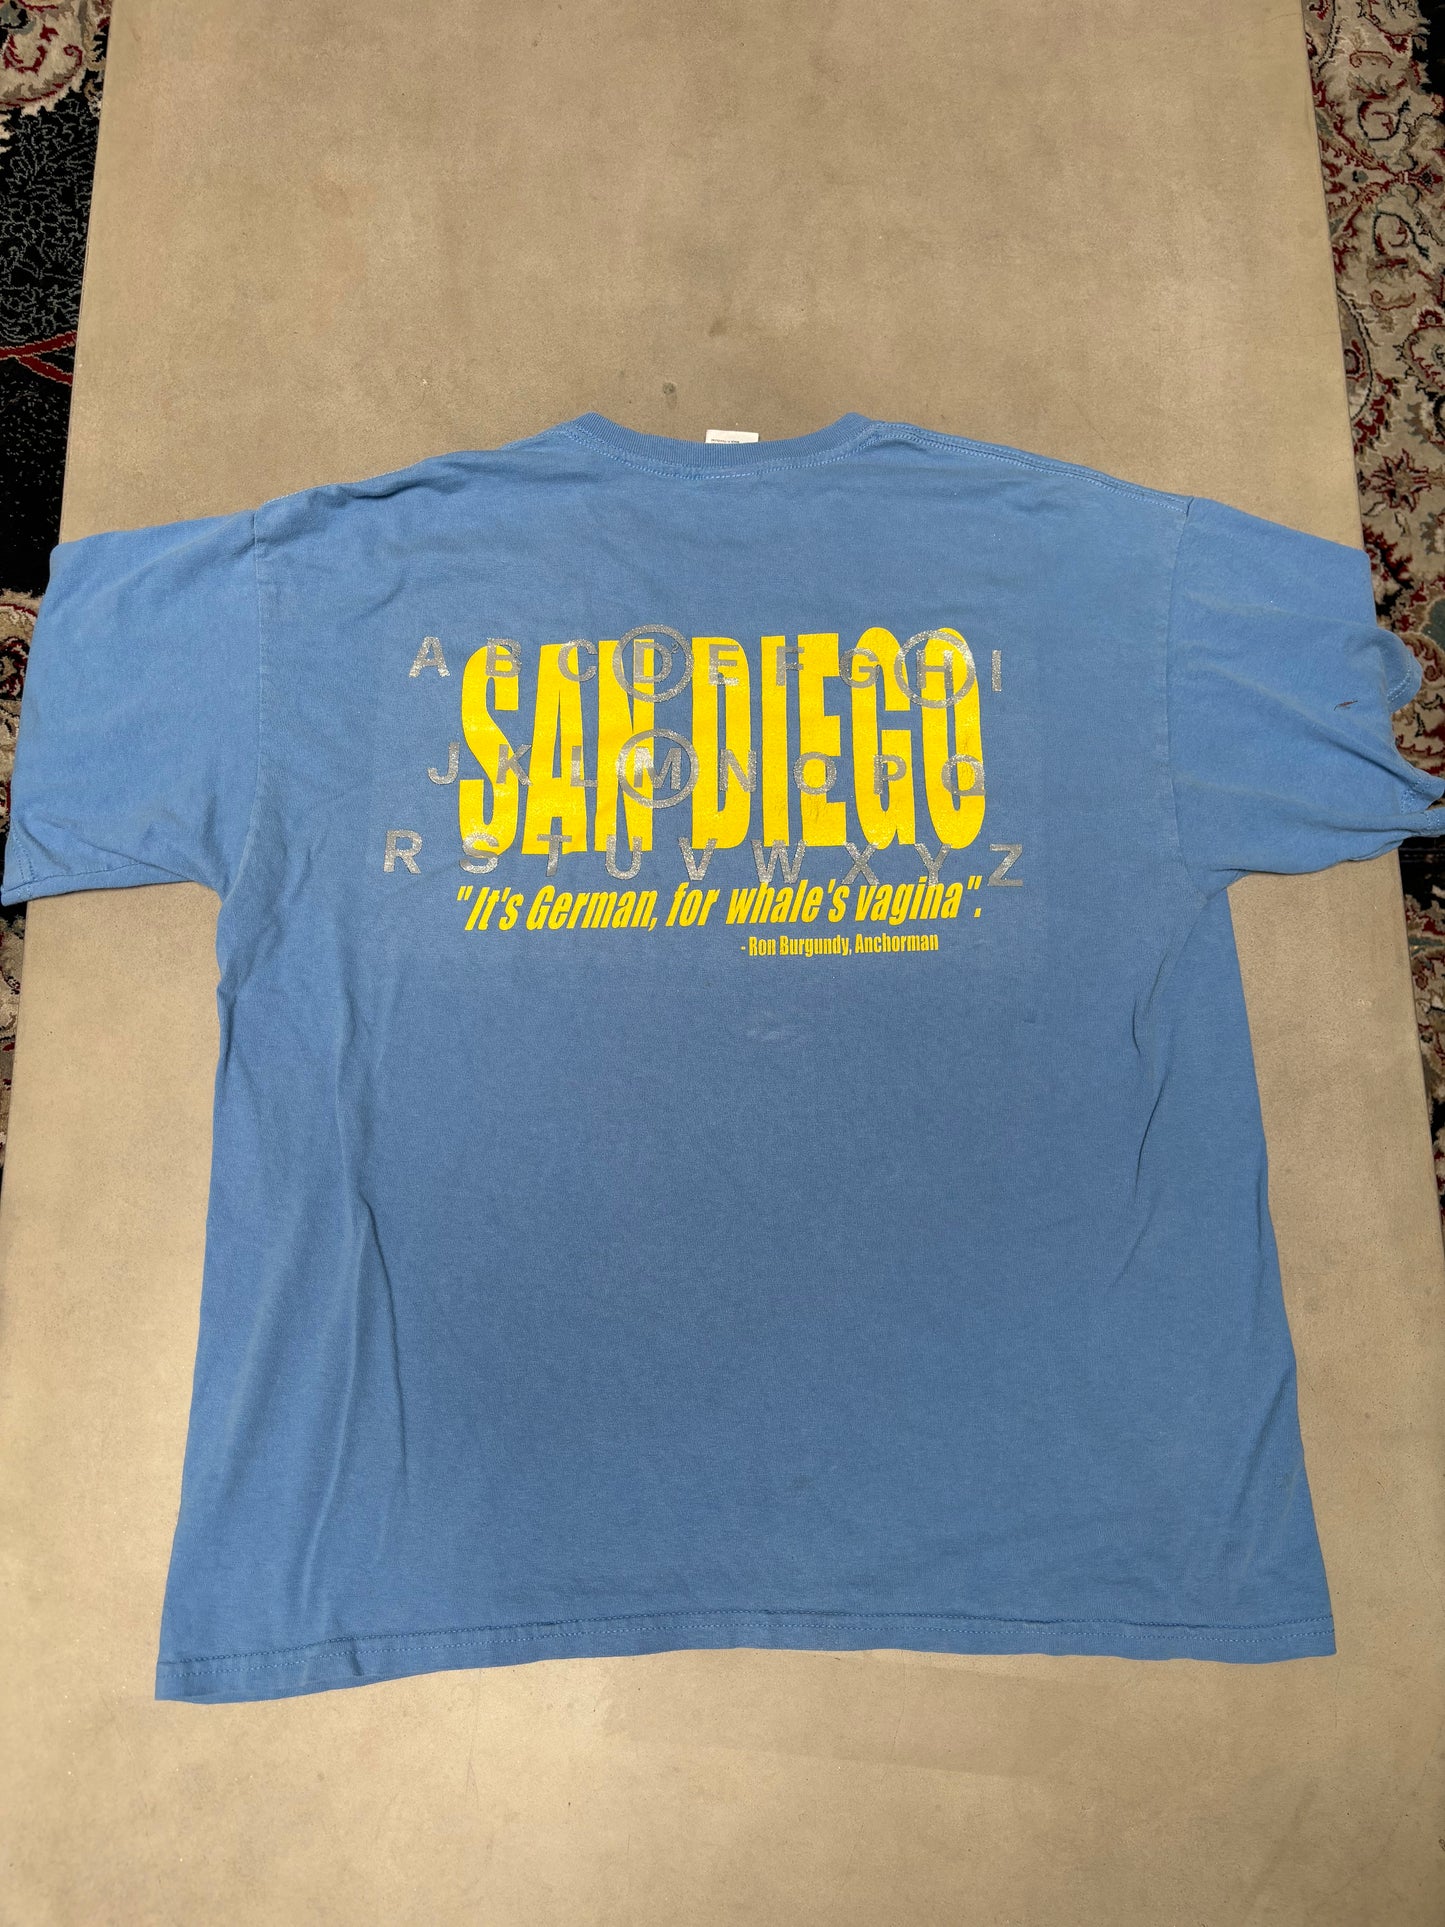 SAN DIEGO
A B C D E F G H I
J K L M N O P Q
R S T U V W X Y Z
"It's German, for whale's vagina".
- Ron Burgundy, Anchorman